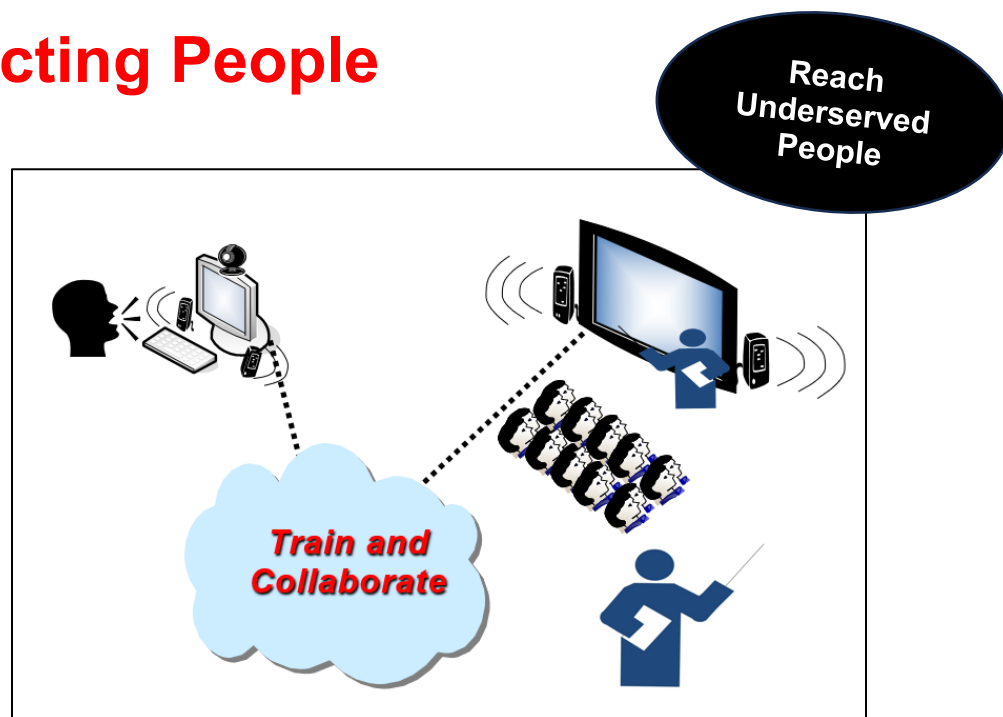 cting People
Reach
Underserved
People
Train and
Collaborate